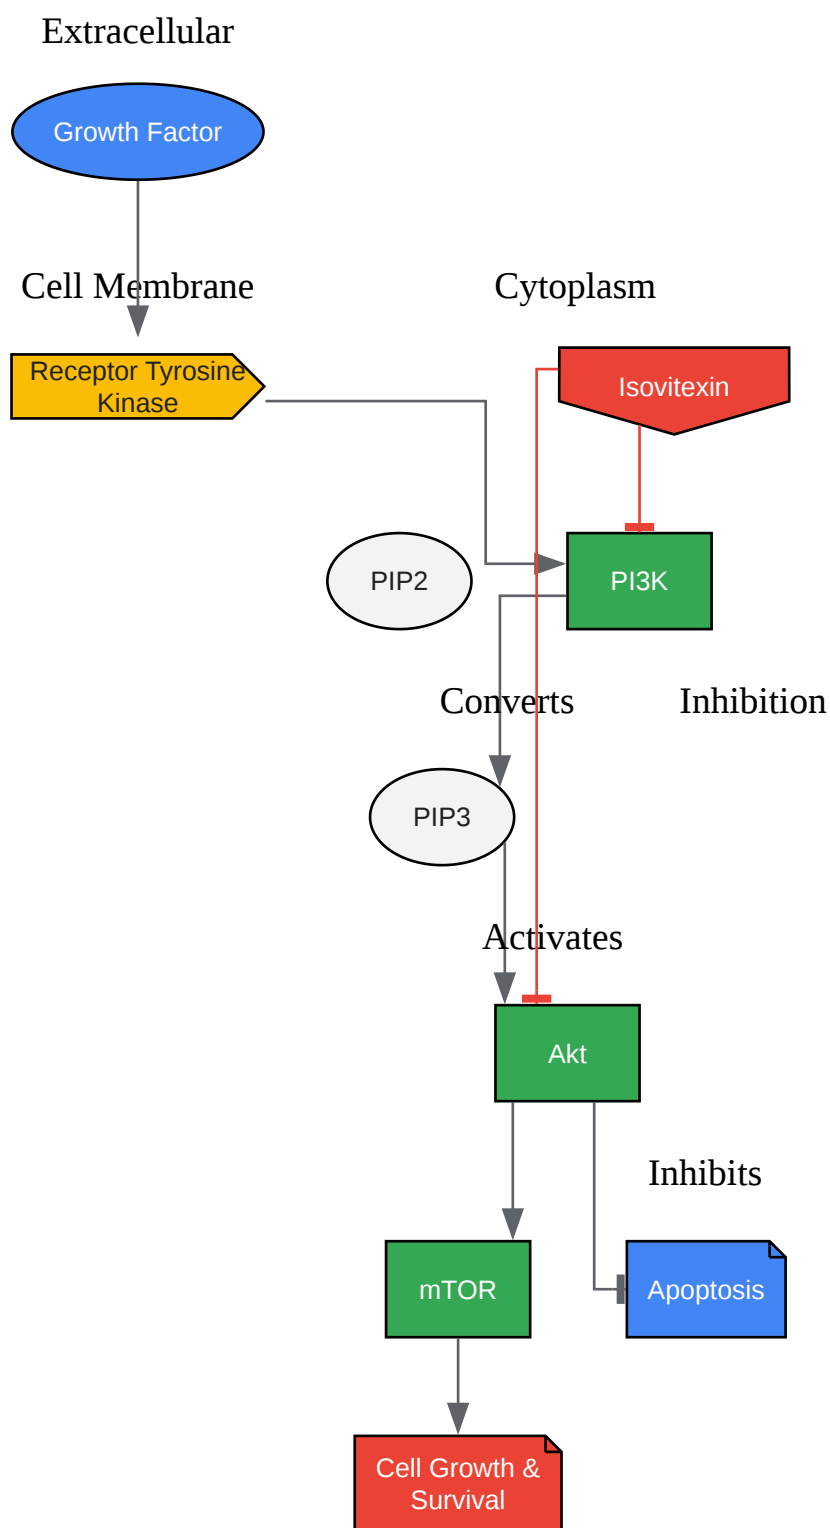 Extracellular
Growth Factor
Cell Membrane
Cytoplasm
Receptor Tyrosine
Kinase
Isovitexin
PIP2
PI3K
Converts
Inhibition
PIP3
Activates
Akt
Inhibits
mTOR
Apoptosis
Cell Growth &
Survival